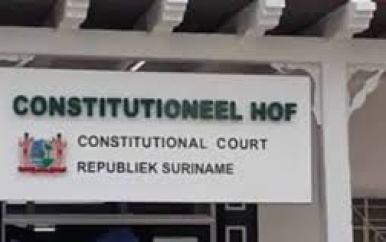 CONSTITUTIONEEL HOF
CONSTITUTIONAL COURT
REPUBLIEK SURINAME